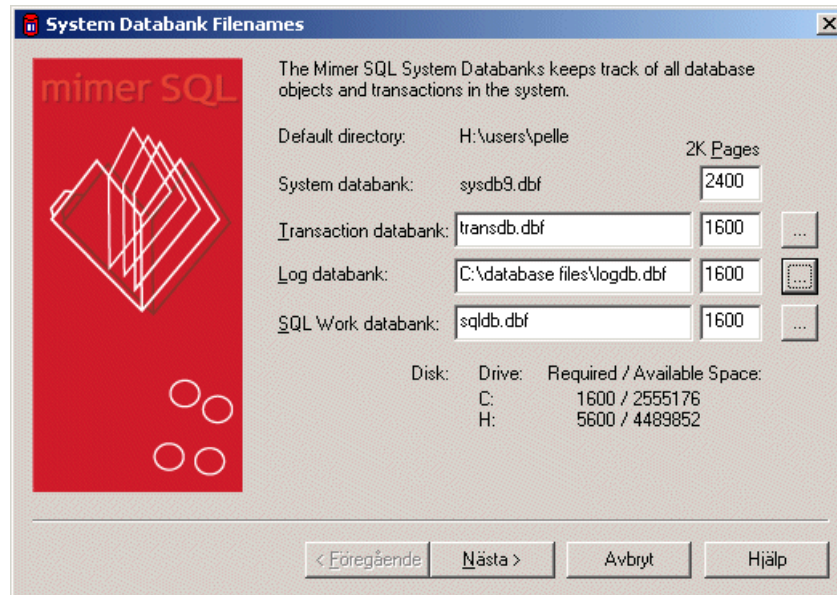 System Databank Filenames
mimer SQL
The Mimer SQL System Databanks keeps track of all database
objects and transactions in the system.
Default directory: H:\users\pelle
2K Pages
System databank: sysdb9.dbf 2400
Transaction databank: transdb.dbf 1600 ...
Log databank: C:\database files\logdb.dbf 1600 ...
SQL Work databank: sqldb.dbf 1600 ...
Disk: Drive: Required / Available Space:
C: 1600 / 2555176
H: 5600 / 4489852
< Föregående Nästa > Avbryt Hjälp